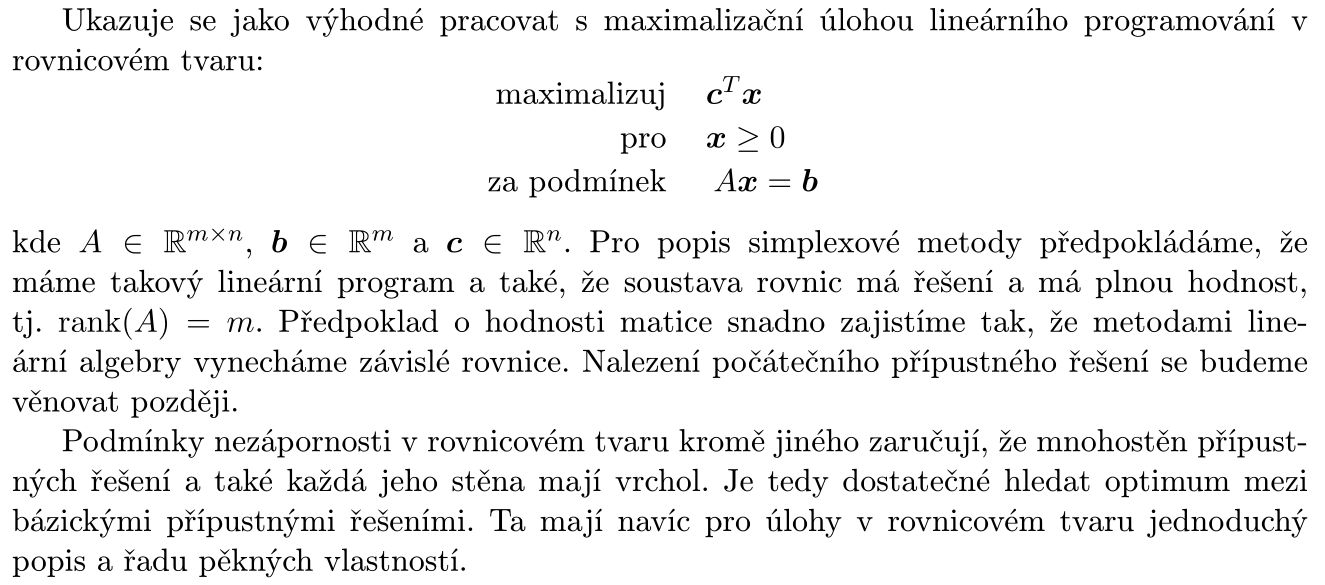 Ukazuje se jako výhodné pracovat s maximalizační úlohou lineárního programování v
rovnicovém tvaru:
maximalizuj $\boldsymbol{c}^T \boldsymbol{x}$
pro $\boldsymbol{x} \geq 0$
za podmínek $A\boldsymbol{x} = \boldsymbol{b}$
kde $A \in \mathbb{R}^{m \times n}$, $\boldsymbol{b} \in \mathbb{R}^m$ a $\boldsymbol{c} \in \mathbb{R}^n$. Pro popis simplexové metody předpokládáme, že
máme takový lineární program a také, že soustava rovnic má řešení a má plnou hodnost,
tj. rank$(A) = m$. Předpoklad o hodnosti matice snadno zajistíme tak, že metodami line-
ární algebry vynecháme závislé rovnice. Nalezení počátečního přípustného řešení se budeme
věnovat později.
Podmínky nezápornosti v rovnicovém tvaru kromě jiného zaručují, že mnohostěn přípust-
ných řešení a také každá jeho stěna mají vrchol. Je tedy dostatečné hledat optimum mezi
bázickými přípustnými řešeními. Ta mají navíc pro úlohy v rovnicovém tvaru jednoduchý
popis a řadu pěkných vlastností.